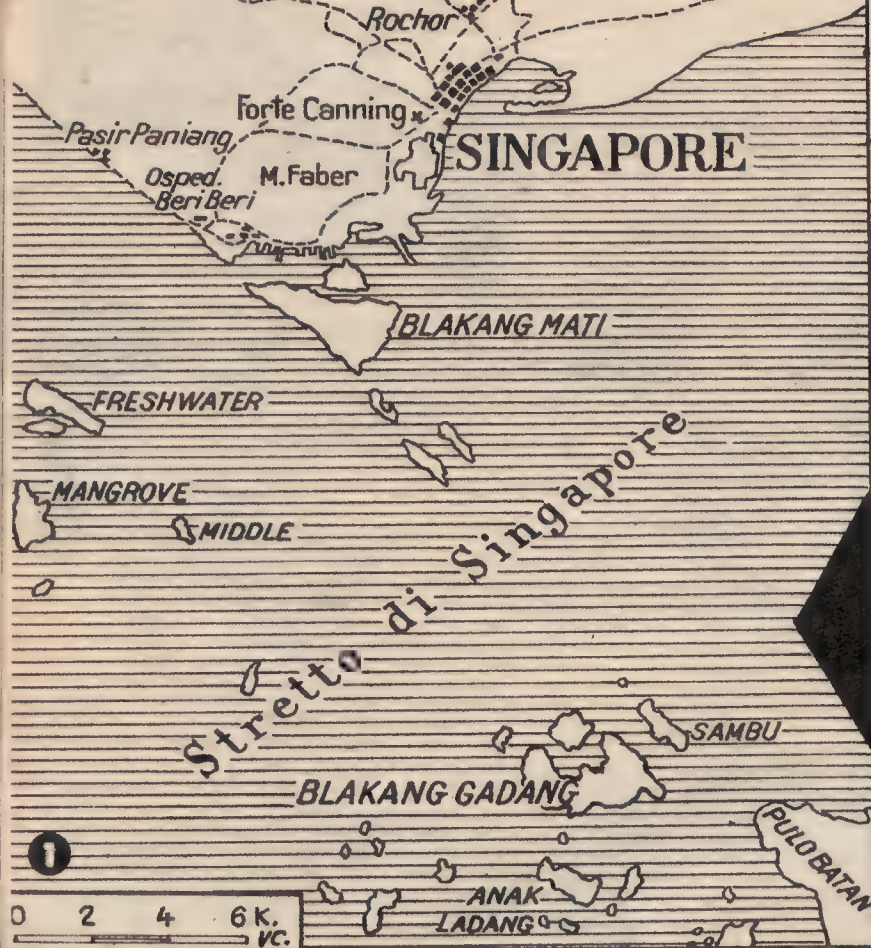 Rochor
Forte Canning
SINGAPORE
Pasir Paniang
Osped.
Beri Beri
M. Faber
BLAKANG MATI
FRESHWATER
MANGROVE
MIDDLE
Stretto di Singapore
SAMBU
BLAKANG GADANG
PULO BATAN
1
ANAK
LADANG
0 2 4 6 K.
VC.